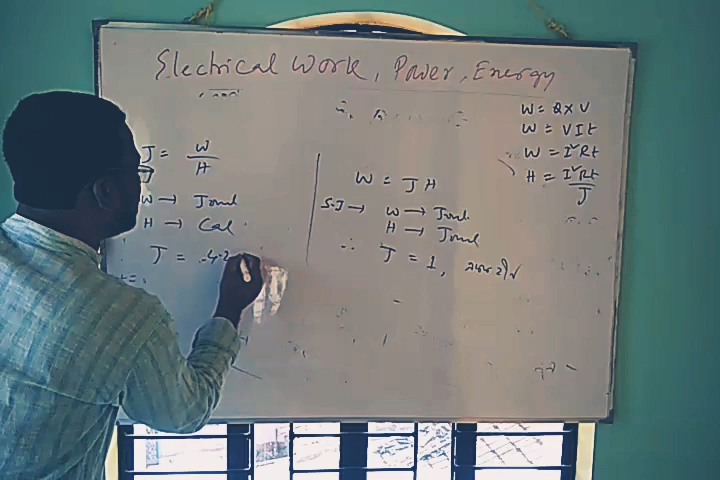 Electrical Work, Power, Energy
W = Q X V
W = VIt
W = I²Rt
H = I²Rt / J
J = W / H
W → Joule
H → Cal
J = 4.2
W = JH
S.I → W → Joule
H → Joule
∴ J = 1,